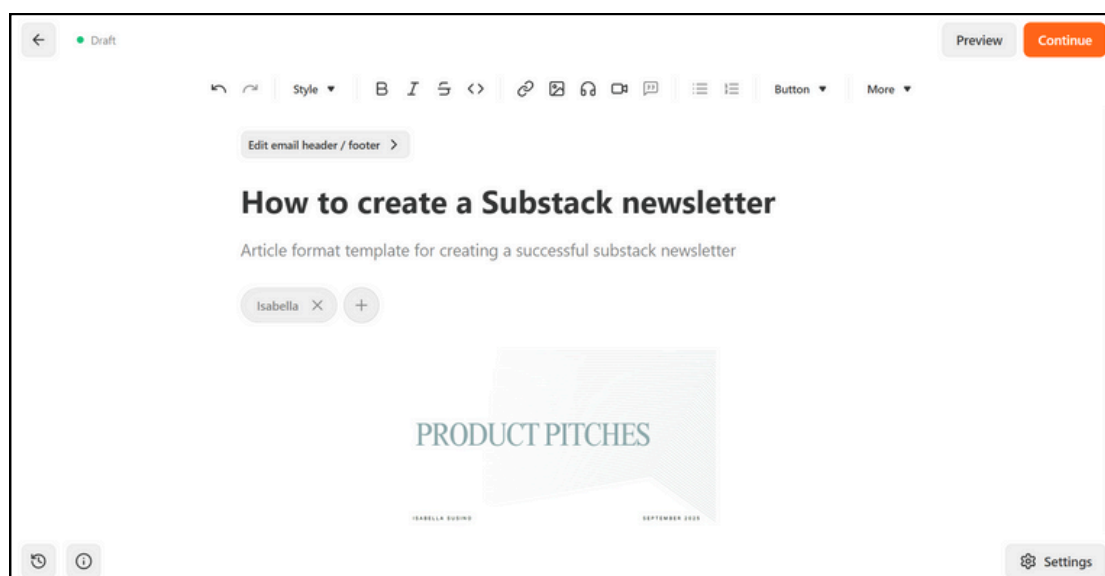 Draft
Preview
Continue
Style
Button
More
Edit email header / footer
How to create a Substack newsletter
Article format template for creating a successful substack newsletter
Isabella
PRODUCT PITCHES
ISABELLA SUSINO
SEPTEMBER 2025
Settings